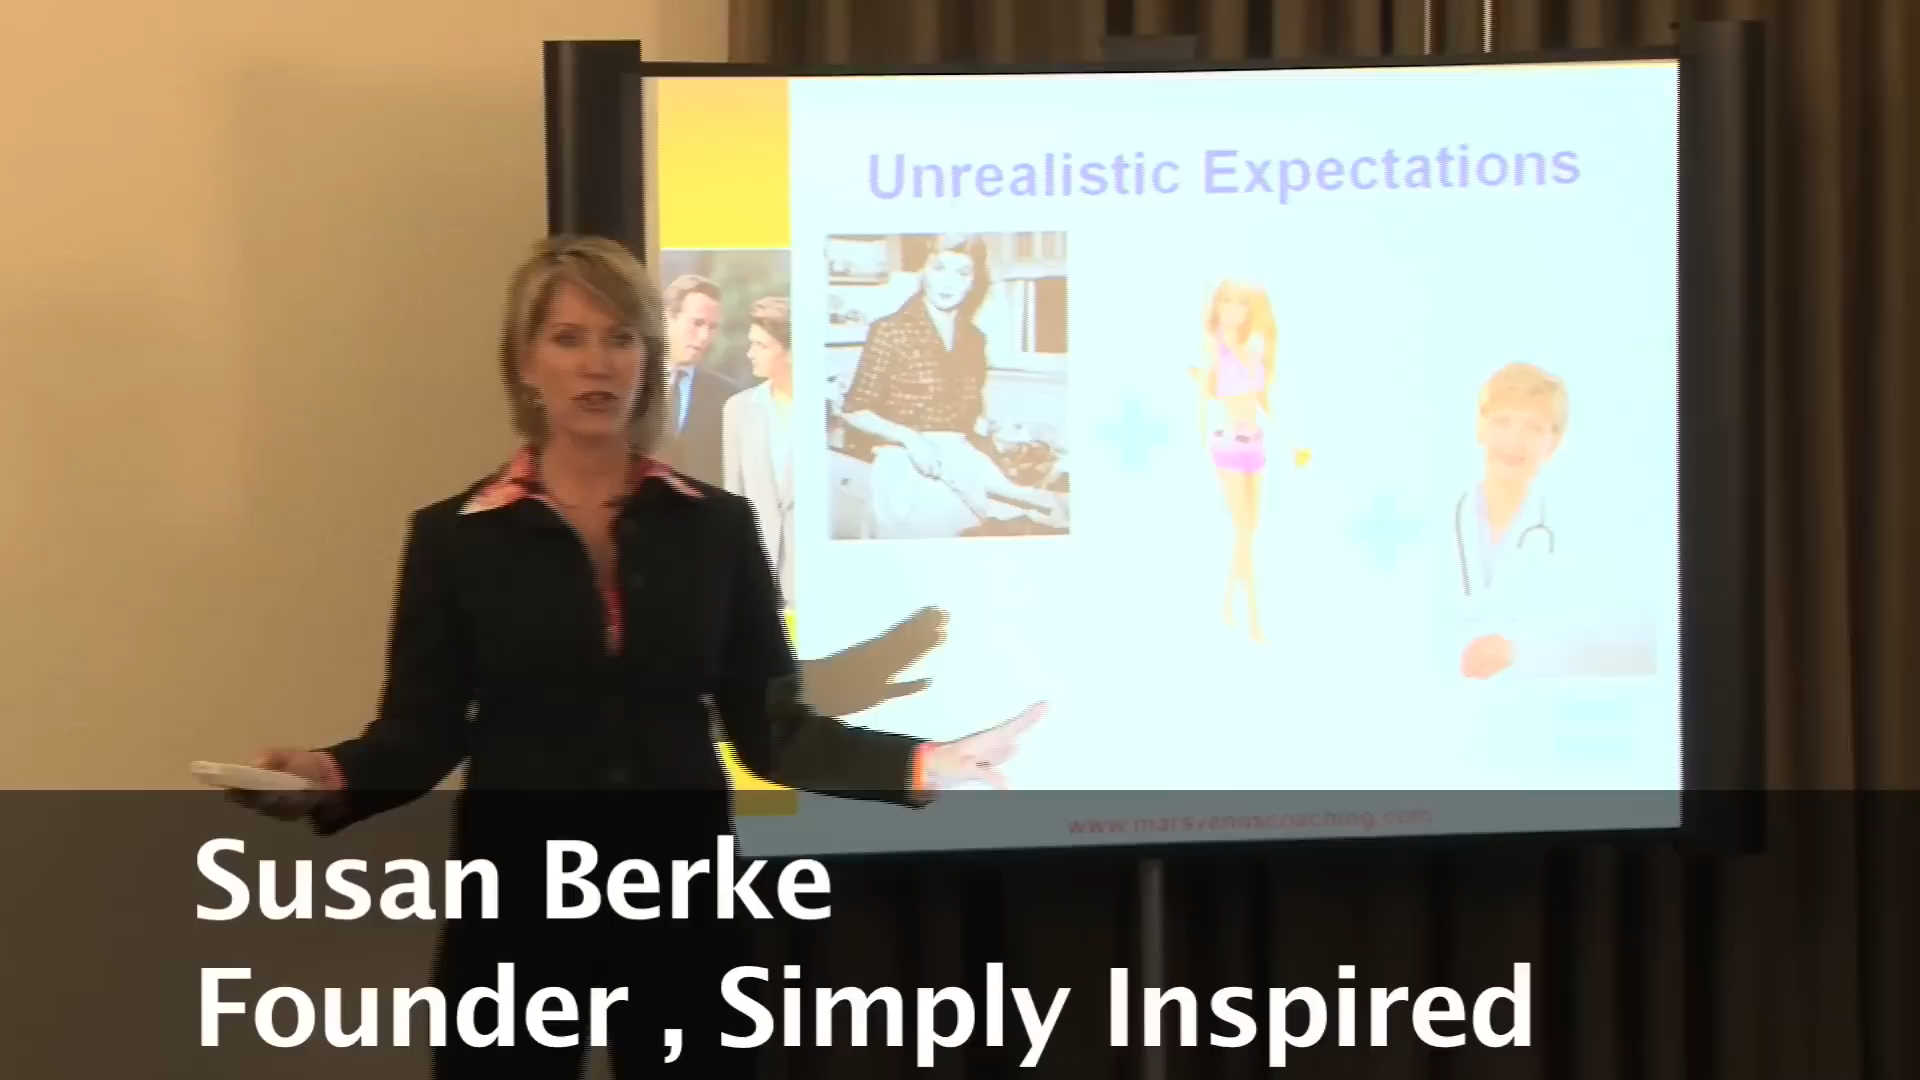 Unrealistic Expectations
www.marsvenuscoaching.com
Susan Berke
Founder , Simply Inspired